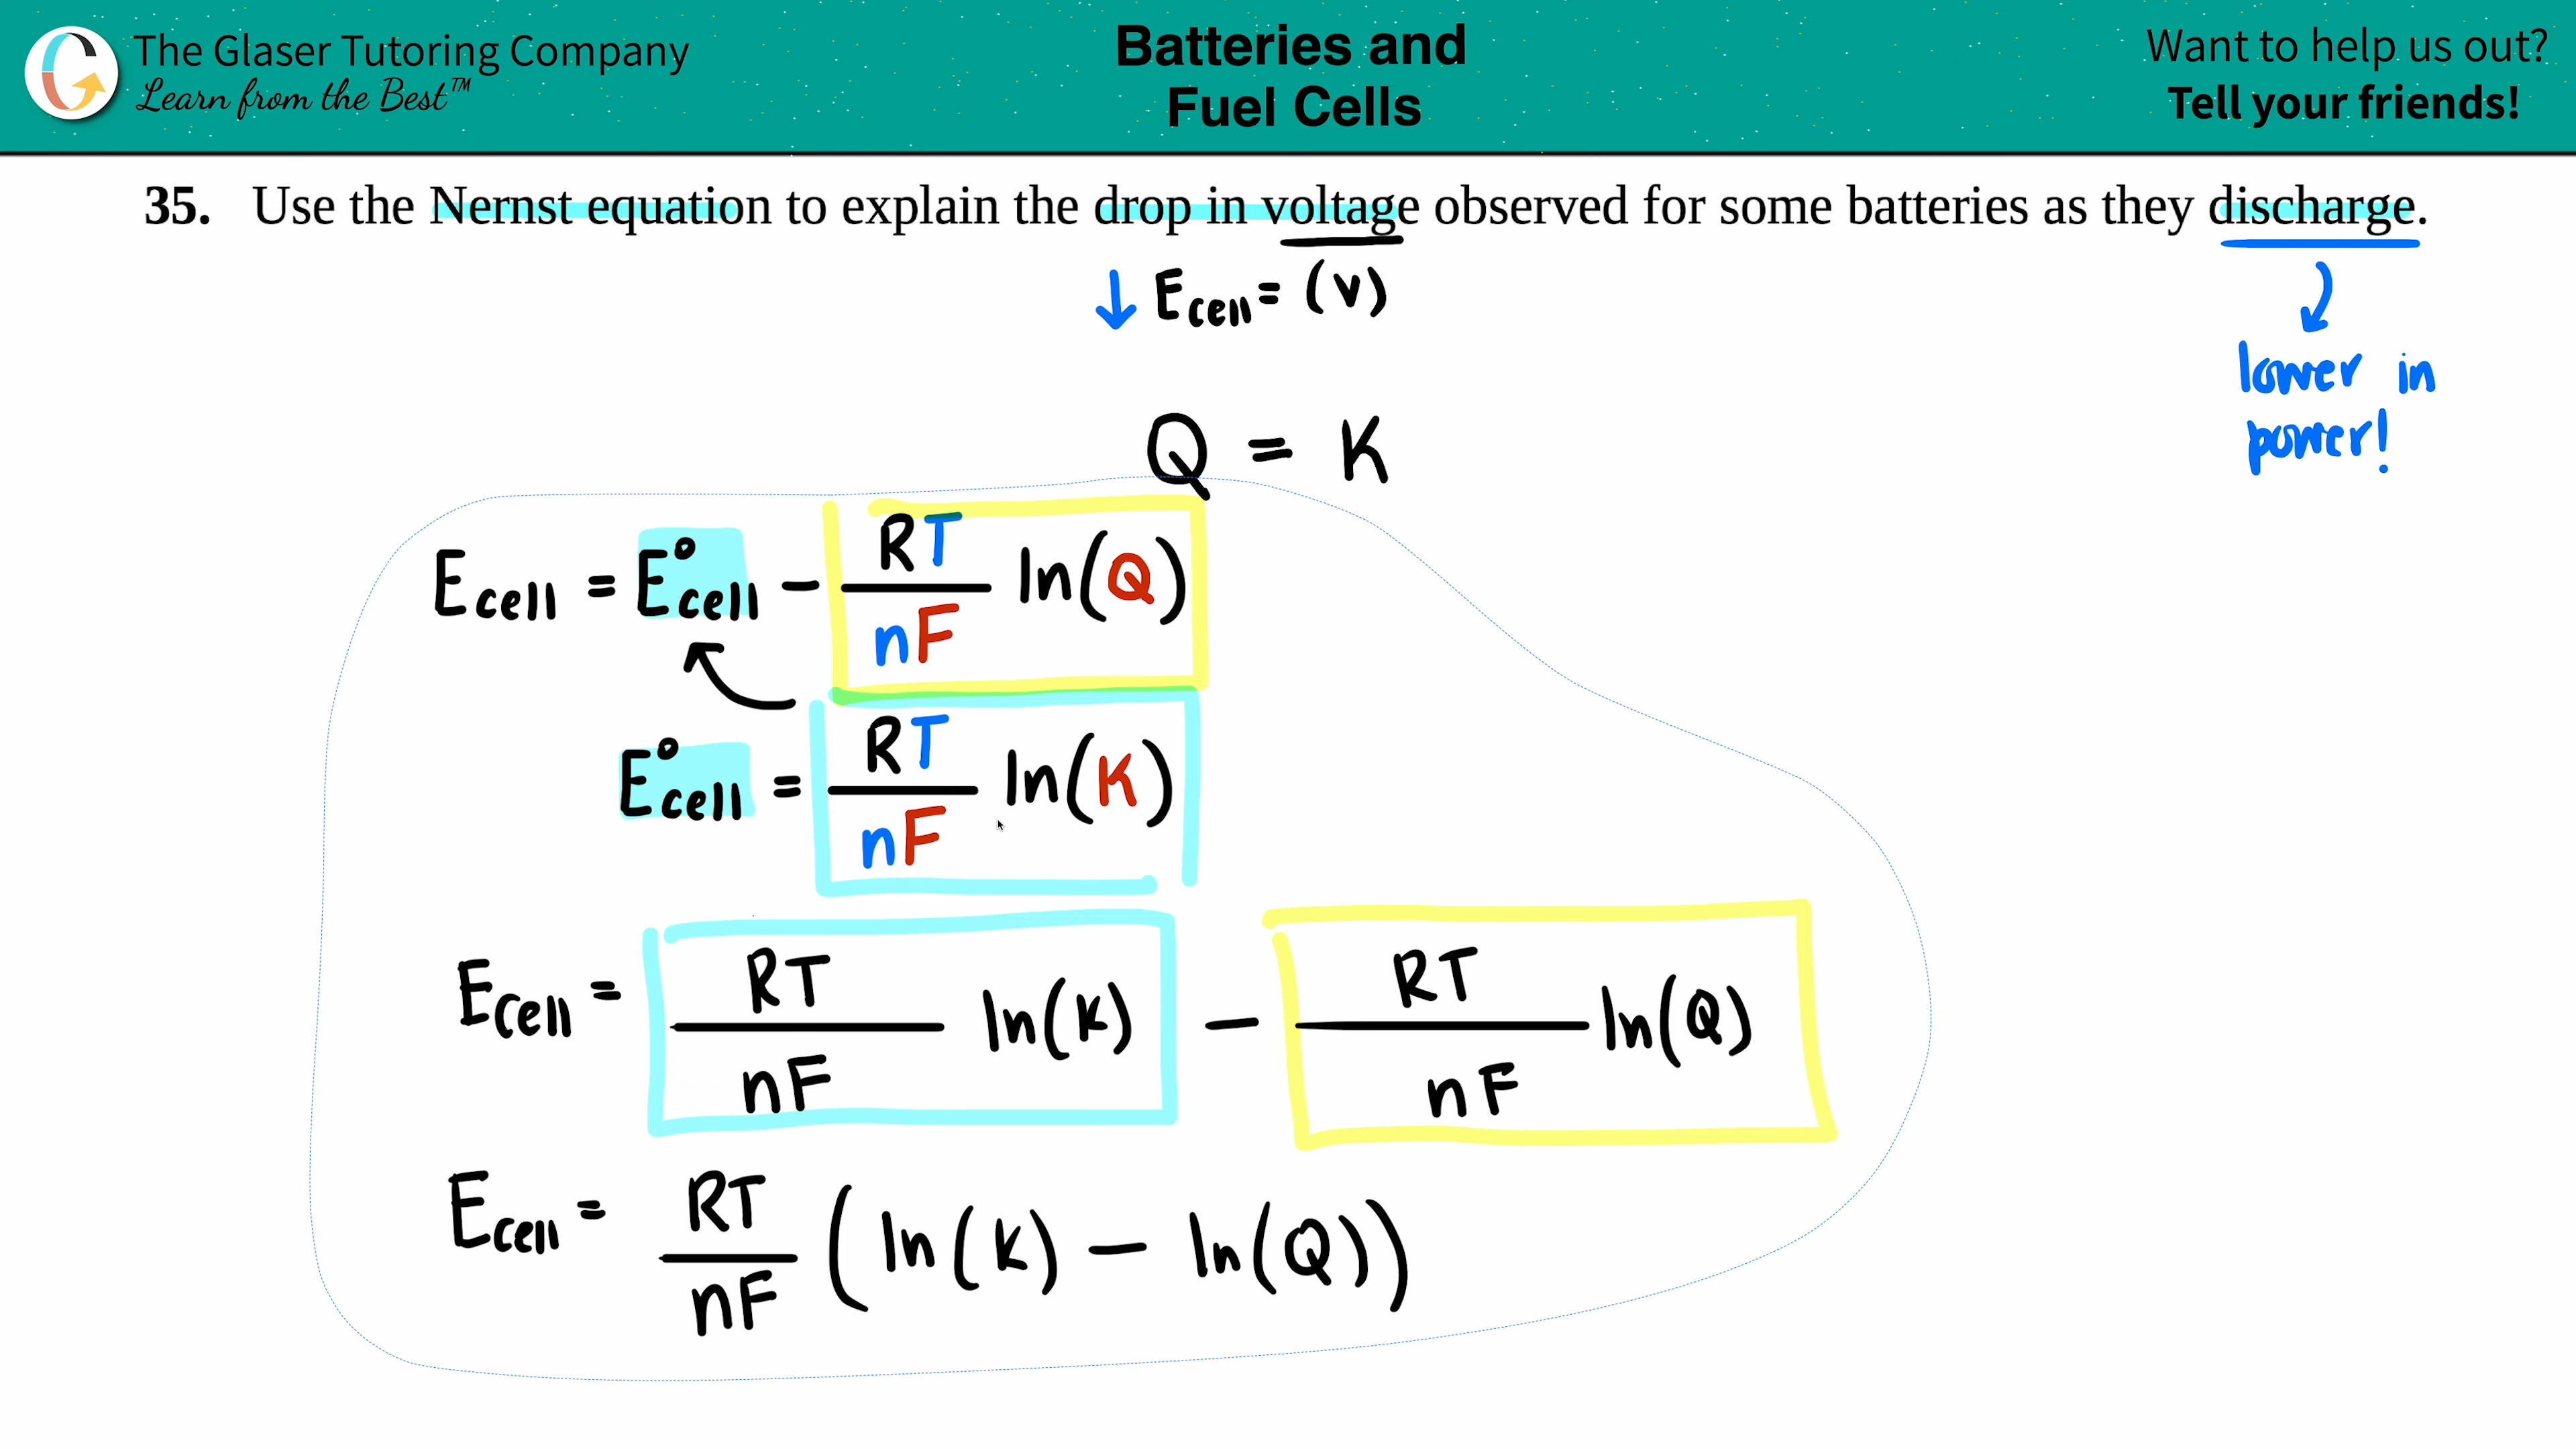 The Glaser Tutoring Company
Learn from the Best™
Batteries and
Fuel Cells
Want to help us out?
Tell your friends!
35. Use the Nernst equation to explain the drop in voltage observed for some batteries as they discharge.
↓ Ecell = (V)
lower in
power!
Q = K
Ecell = E°cell − RT/nF ln(Q)
E°cell = RT/nF ln(K)
Ecell = RT/nF ln(K) − RT/nF ln(Q)
Ecell = RT/nF (ln(K) − ln(Q))